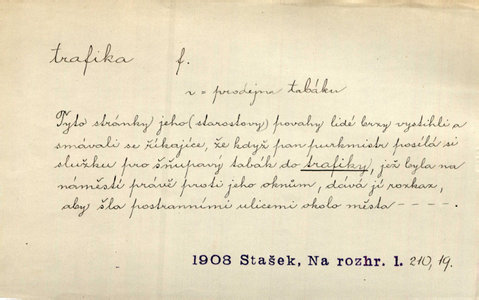 trafika f.
r = prodejna tabáku
Tyto stránky jeho (starostovy) povahy lidé brzy vystihli a
smávali se říkajíce, že když pan purkmistr posílá si
služku pro šňupavý tabák do trafiky, jež byla na
náměstí právě proti jeho oknům, dává jí rozkaz,
aby šla postranními ulicemi okolo města – – – –.
1908 Stašek, Na rozhr. 1. 210, 19.